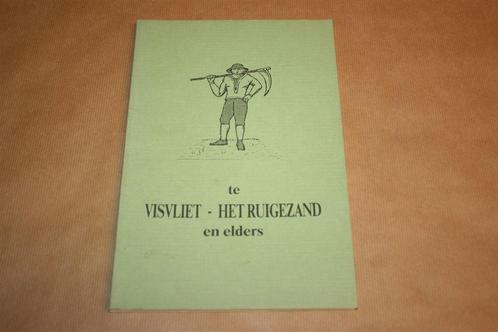 te
VISVLIET - HET RUIGEZAND
en elders